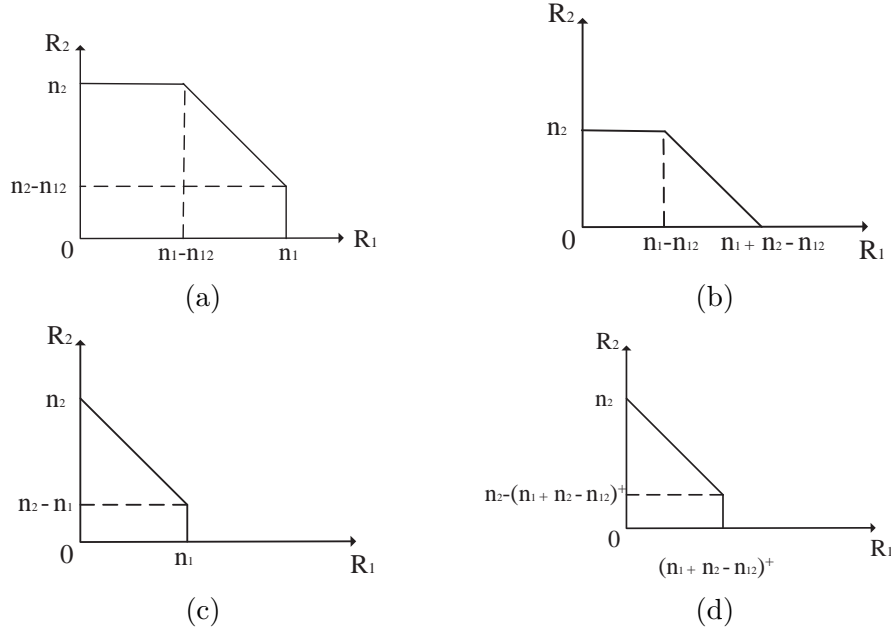 R₂
n₂
n₂-n₁₂
0
n₁-n₁₂
n₁
R₁
(a)
R₂
n₂
0
n₁-n₁₂
n₁ + n₂ - n₁₂
R₁
(b)
R₂
n₂
n₂ - n₁
0
n₁
R₁
(c)
R₂
n₂
n₂-(n₁ + n₂ - n₁₂)⁺
0
(n₁ + n₂ - n₁₂)⁺
R₁
(d)